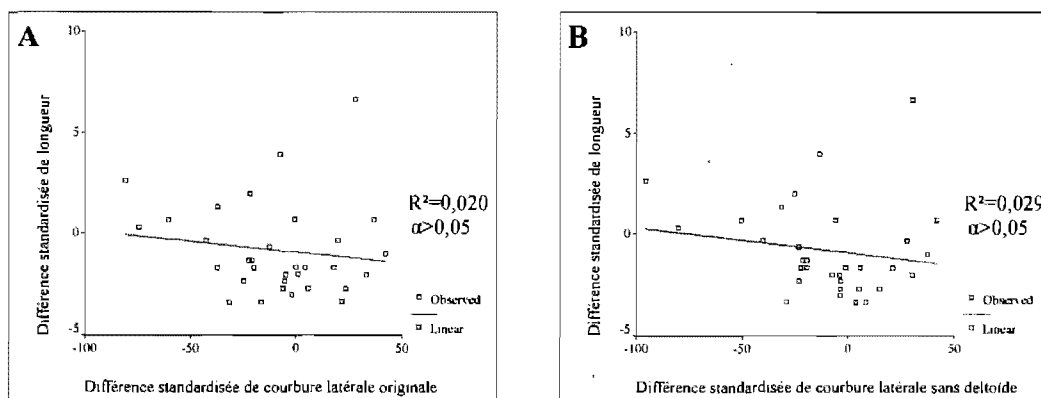 A
10
5
0
-5
-100
-50
0
50
Différence standardisée de longueur
R²=0,020
α>0,05
Observed
Linear
Différence standardisée de courbure latérale originale
B
10
5
0
-5
-100
-50
0
50
Différence standardisée de longueur
R²=0,029
α>0,05
Observed
Linear
Différence standardisée de courbure latérale sans deltoïde